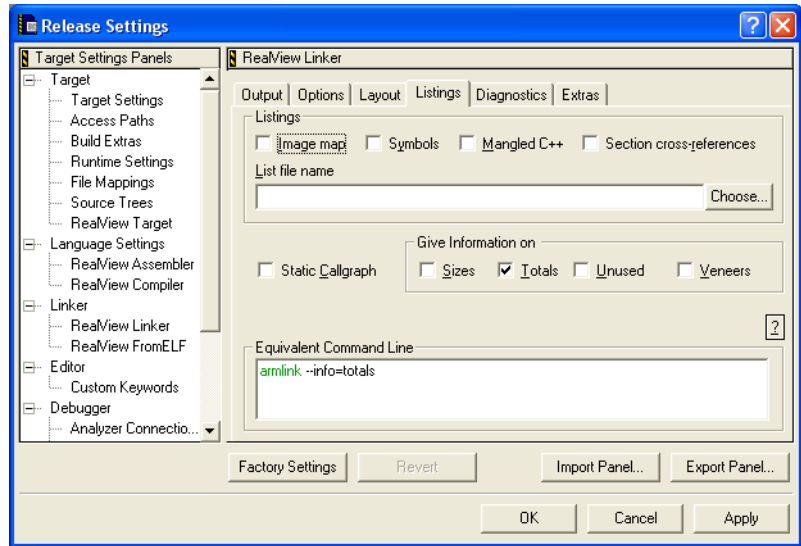 Release Settings
Target Settings Panels
RealView Linker
Target
Target Settings
Access Paths
Build Extras
Runtime Settings
File Mappings
Source Trees
RealView Target
Language Settings
RealView Assembler
RealView Compiler
Linker
RealView Linker
RealView FromELF
Editor
Custom Keywords
Debugger
Analyzer Connectio...
Output Options Layout Listings Diagnostics Extras
Listings
Image map Symbols Mangled C++ Section cross-references
List file name
Choose...
Give Information on
Static Callgraph Sizes Totals Unused Veneers
?
Equivalent Command Line
armlink --info=totals
Factory Settings Revert Import Panel... Export Panel...
OK Cancel Apply